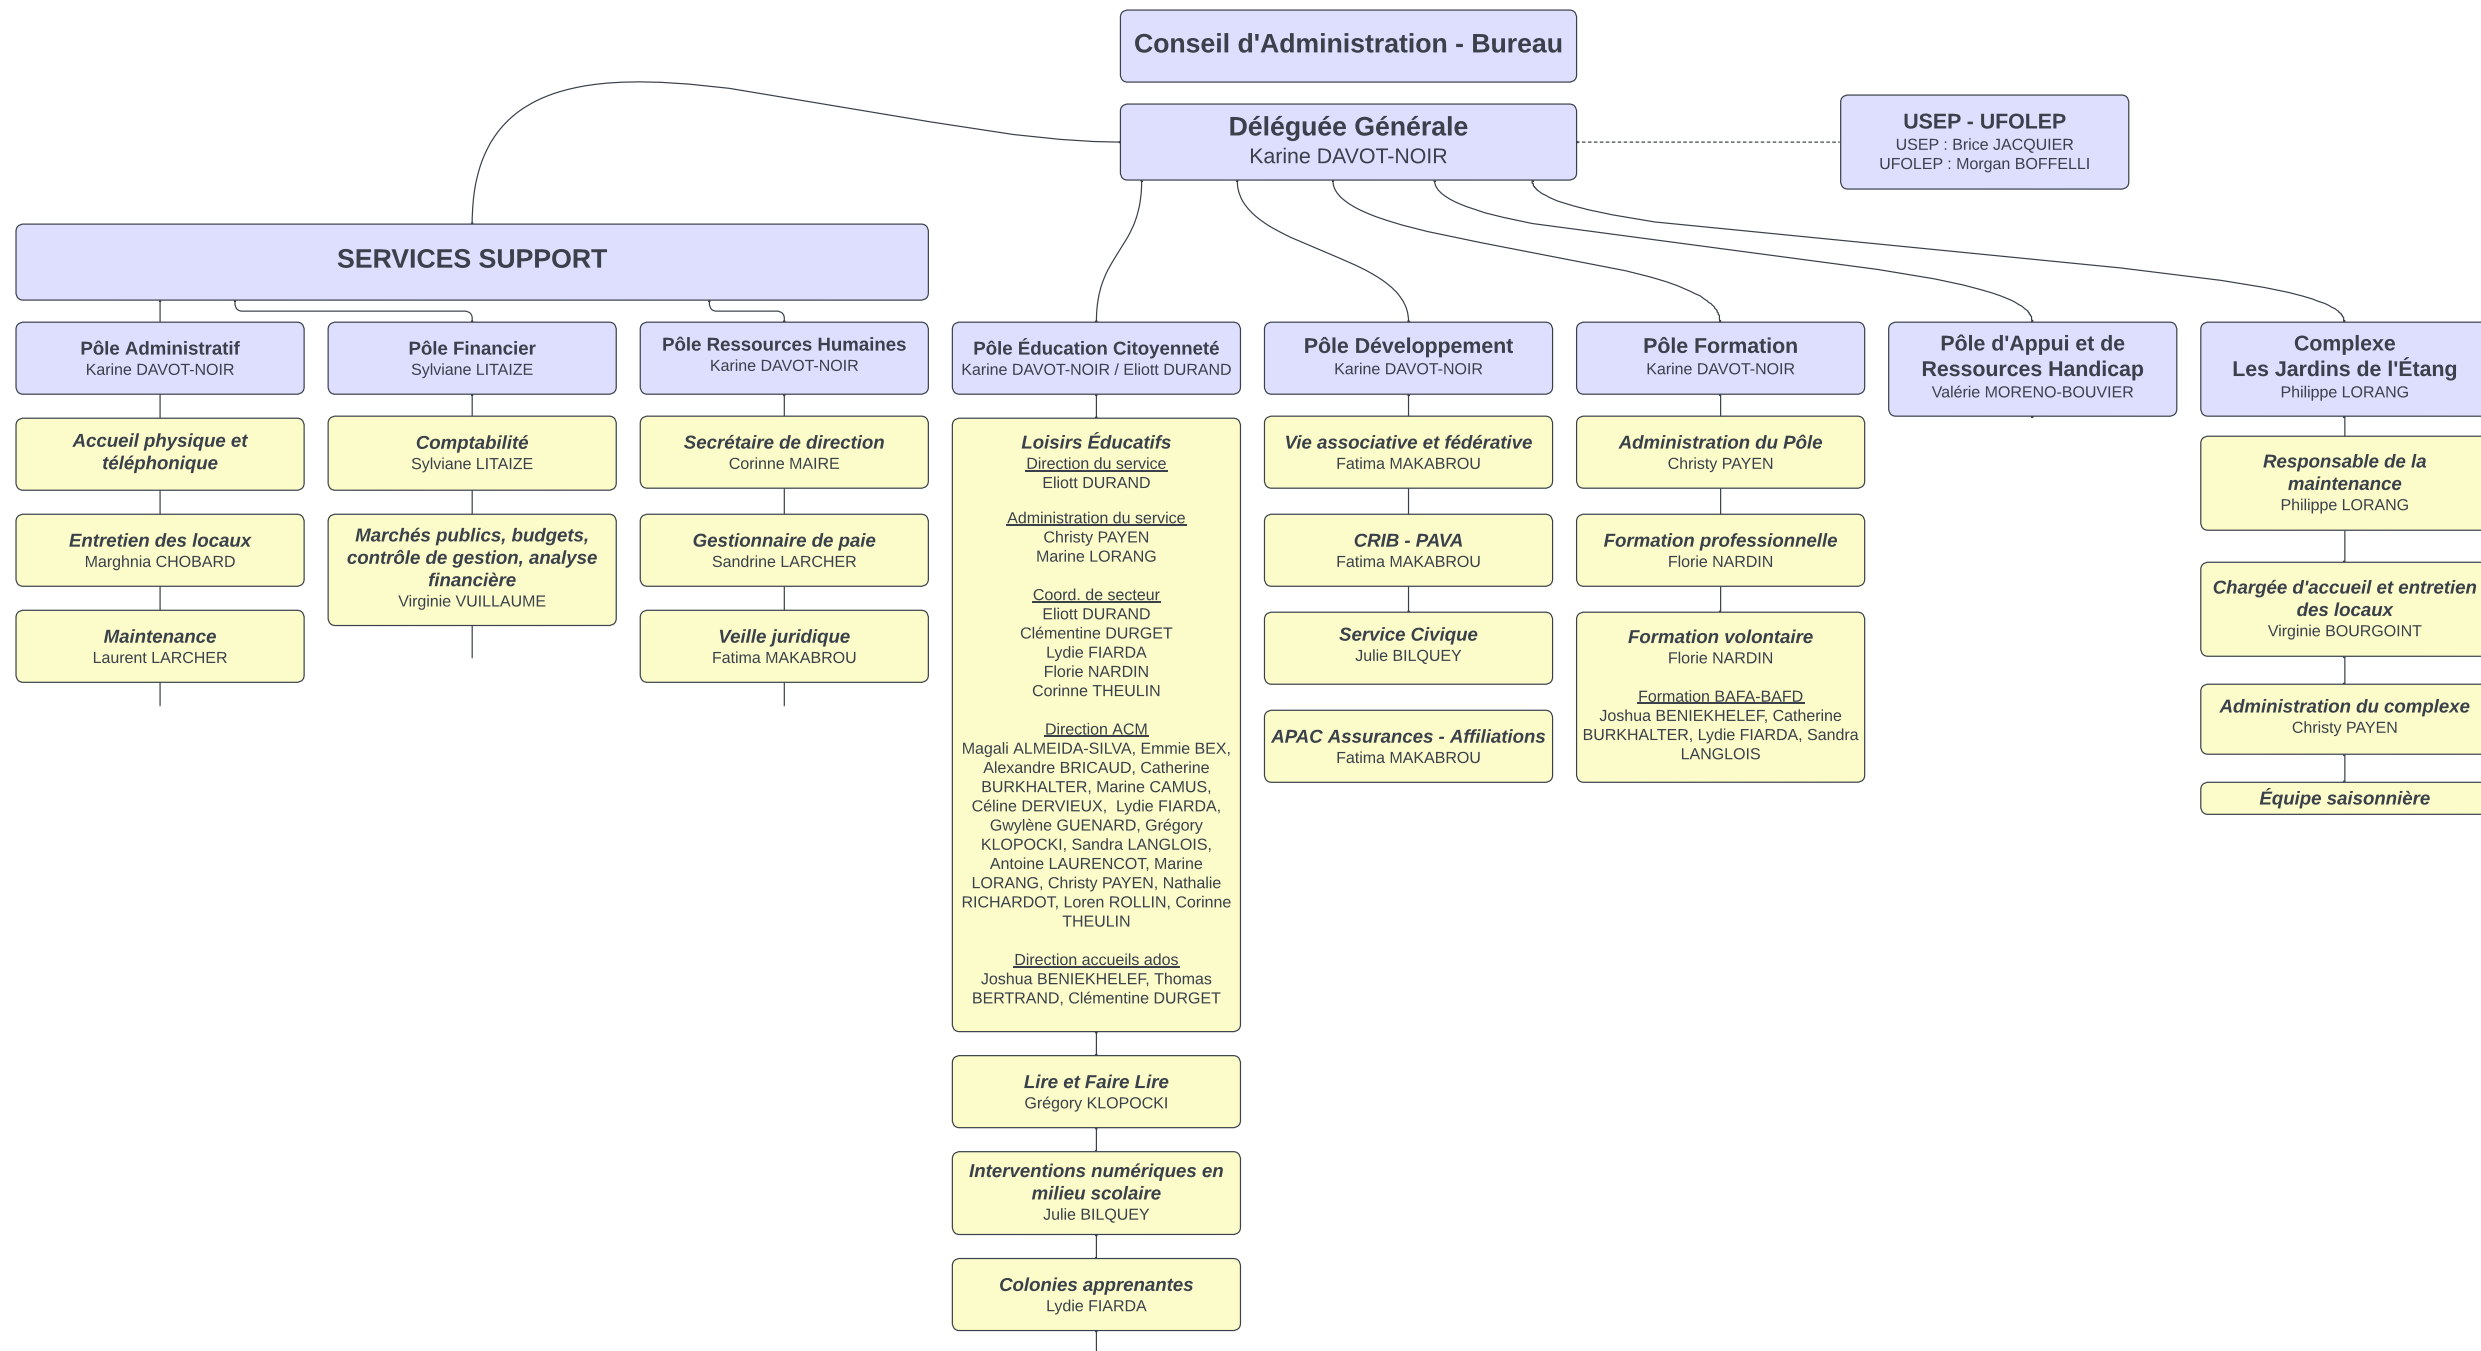 Conseil d'Administration - Bureau
Déléguée Générale
Karine DAVOT-NOIR
USEP - UFOLEP
USEP : Brice JACQUIER
UFOLEP : Morgan BOFFELLI
SERVICES SUPPORT
Pôle Administratif
Karine DAVOT-NOIR
Accueil physique et
téléphonique
Entretien des locaux
Marghnia CHOBARD
Maintenance
Laurent LARCHER
Pôle Financier
Sylviane LITAIZE
Comptabilité
Sylviane LITAIZE
Marchés publics, budgets,
contrôle de gestion, analyse
financière
Virginie VUILLAUME
Pôle Ressources Humaines
Karine DAVOT-NOIR
Secrétaire de direction
Corinne MAIRE
Gestionnaire de paie
Sandrine LARCHER
Veille juridique
Fatima MAKABROU
Pôle Éducation Citoyenneté
Karine DAVOT-NOIR / Eliott DURAND
Loisirs Éducatifs
Direction du service
Eliott DURAND
Administration du service
Christy PAYEN
Marine LORANG
Coord. de secteur
Eliott DURAND
Clémentine DURGET
Lydie FIARDA
Florie NARDIN
Corinne THEULIN
Direction ACM
Magali ALMEIDA-SILVA, Emmie BEX,
Alexandre BRICAUD, Catherine
BURKHALTER, Marine CAMUS,
Céline DERVIEUX,  Lydie FIARDA,
Gwylène GUENARD, Grégory
KLOPOCKI, Sandra LANGLOIS,
Antoine LAURENCOT, Marine
LORANG, Christy PAYEN, Nathalie
RICHARDOT, Loren ROLLIN, Corinne
THEULIN
Direction accueils ados
Joshua BENIEKHELEF, Thomas
BERTRAND, Clémentine DURGET
Lire et Faire Lire
Grégory KLOPOCKI
Interventions numériques en
milieu scolaire
Julie BILQUEY
Colonies apprenantes
Lydie FIARDA
Pôle Développement
Karine DAVOT-NOIR
Vie associative et fédérative
Fatima MAKABROU
CRIB - PAVA
Fatima MAKABROU
Service Civique
Julie BILQUEY
APAC Assurances - Affiliations
Fatima MAKABROU
Pôle Formation
Karine DAVOT-NOIR
Administration du Pôle
Christy PAYEN
Formation professionnelle
Florie NARDIN
Formation volontaire
Florie NARDIN
Formation BAFA-BAFD
Joshua BENIEKHELEF, Catherine
BURKHALTER, Lydie FIARDA, Sandra
LANGLOIS
Pôle d'Appui et de
Ressources Handicap
Valérie MORENO-BOUVIER
Complexe
Les Jardins de l'Étang
Philippe LORANG
Responsable de la
maintenance
Philippe LORANG
Chargée d'accueil et entretien
des locaux
Virginie BOURGOINT
Administration du complexe
Christy PAYEN
Équipe saisonnière